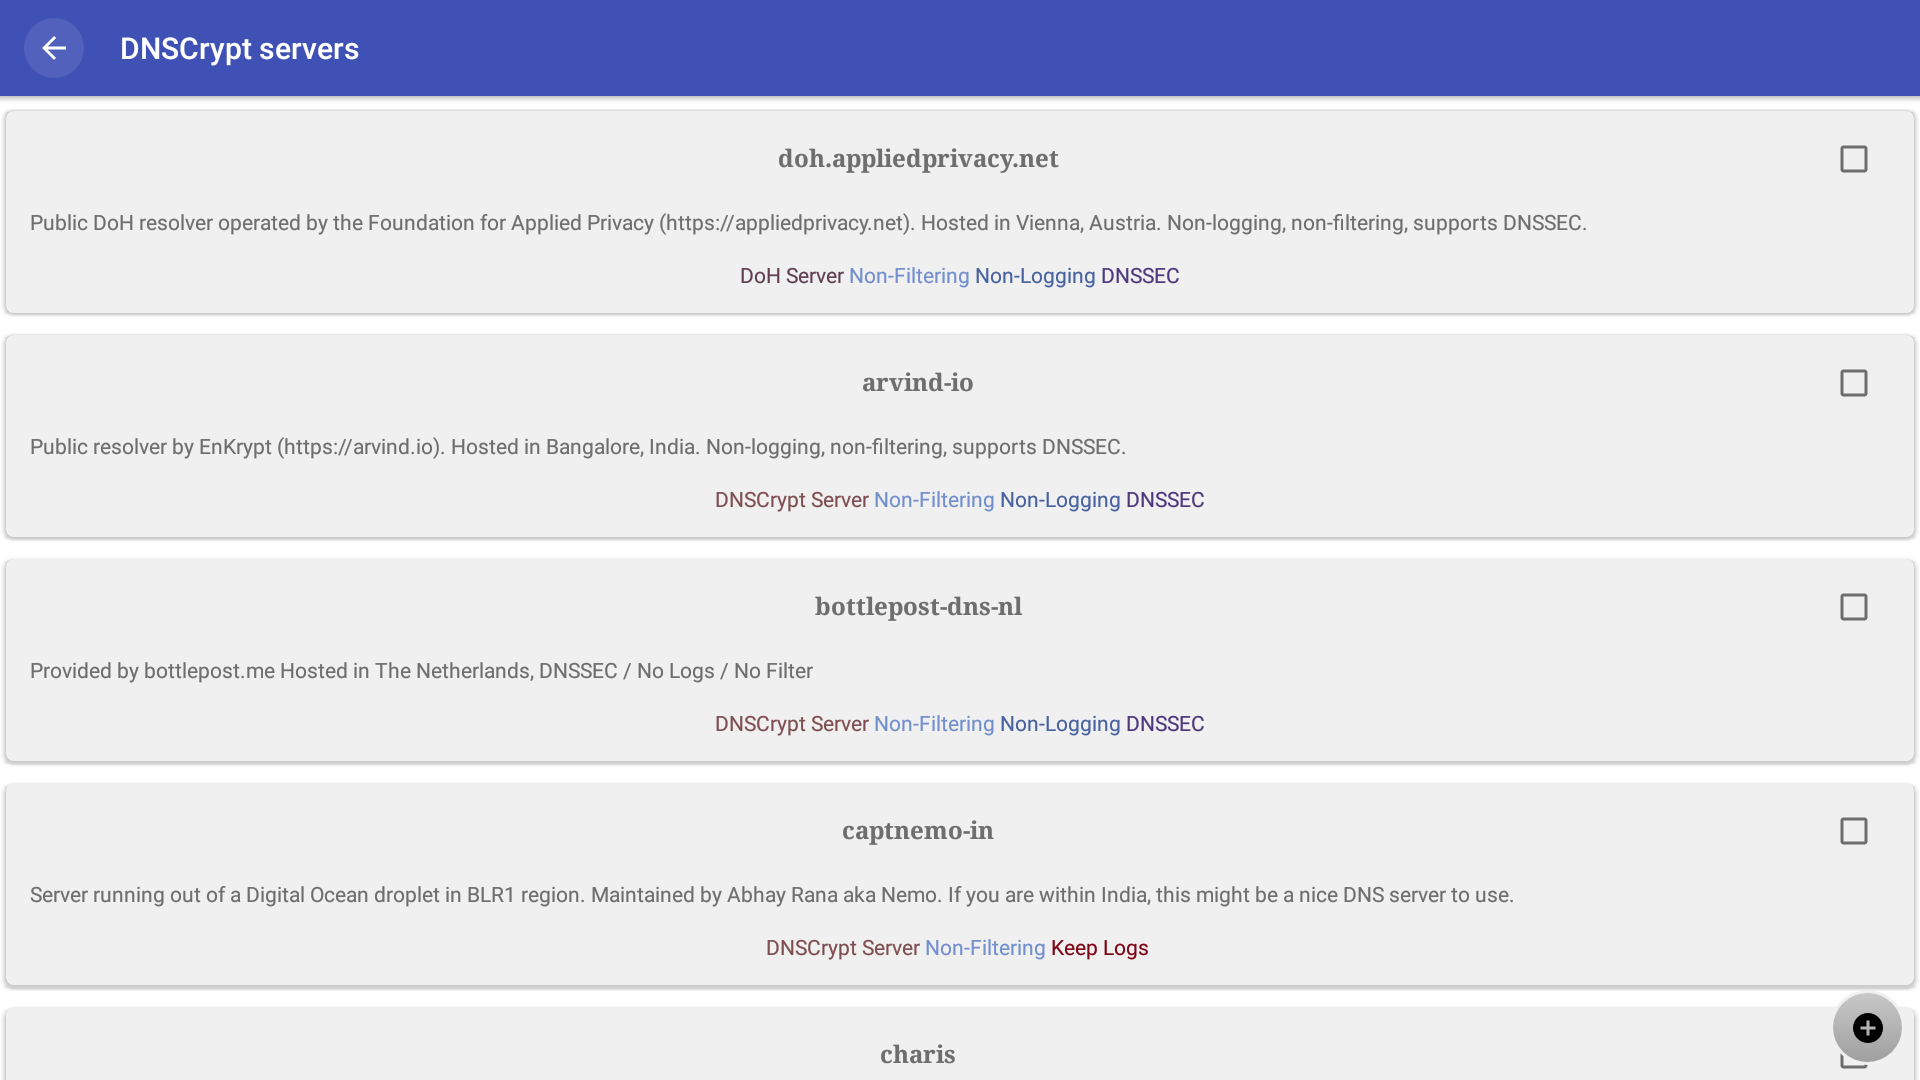 DNSCrypt servers
doh.appliedprivacy.net
Public DoH resolver operated by the Foundation for Applied Privacy (https://appliedprivacy.net). Hosted in Vienna, Austria. Non-logging, non-filtering, supports DNSSEC.
DoH Server Non-Filtering Non-Logging DNSSEC
arvind-io
Public resolver by EnKrypt (https://arvind.io). Hosted in Bangalore, India. Non-logging, non-filtering, supports DNSSEC.
DNSCrypt Server Non-Filtering Non-Logging DNSSEC
bottlepost-dns-nl
Provided by bottlepost.me Hosted in The Netherlands, DNSSEC / No Logs / No Filter
DNSCrypt Server Non-Filtering Non-Logging DNSSEC
captnemo-in
Server running out of a Digital Ocean droplet in BLR1 region. Maintained by Abhay Rana aka Nemo. If you are within India, this might be a nice DNS server to use.
DNSCrypt Server Non-Filtering Keep Logs
charis